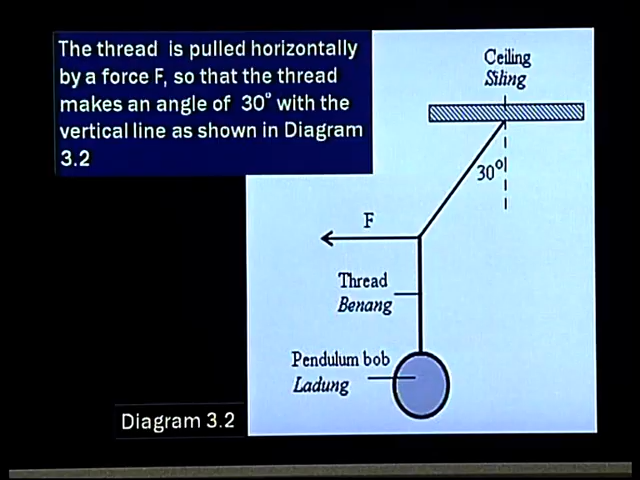 The thread is pulled horizontally
by a force F, so that the thread
makes an angle of 30° with the
vertical line as shown in Diagram
3.2
Ceiling
Siling
30°
F
Thread
Benang
Pendulum bob
Ladung
Diagram 3.2